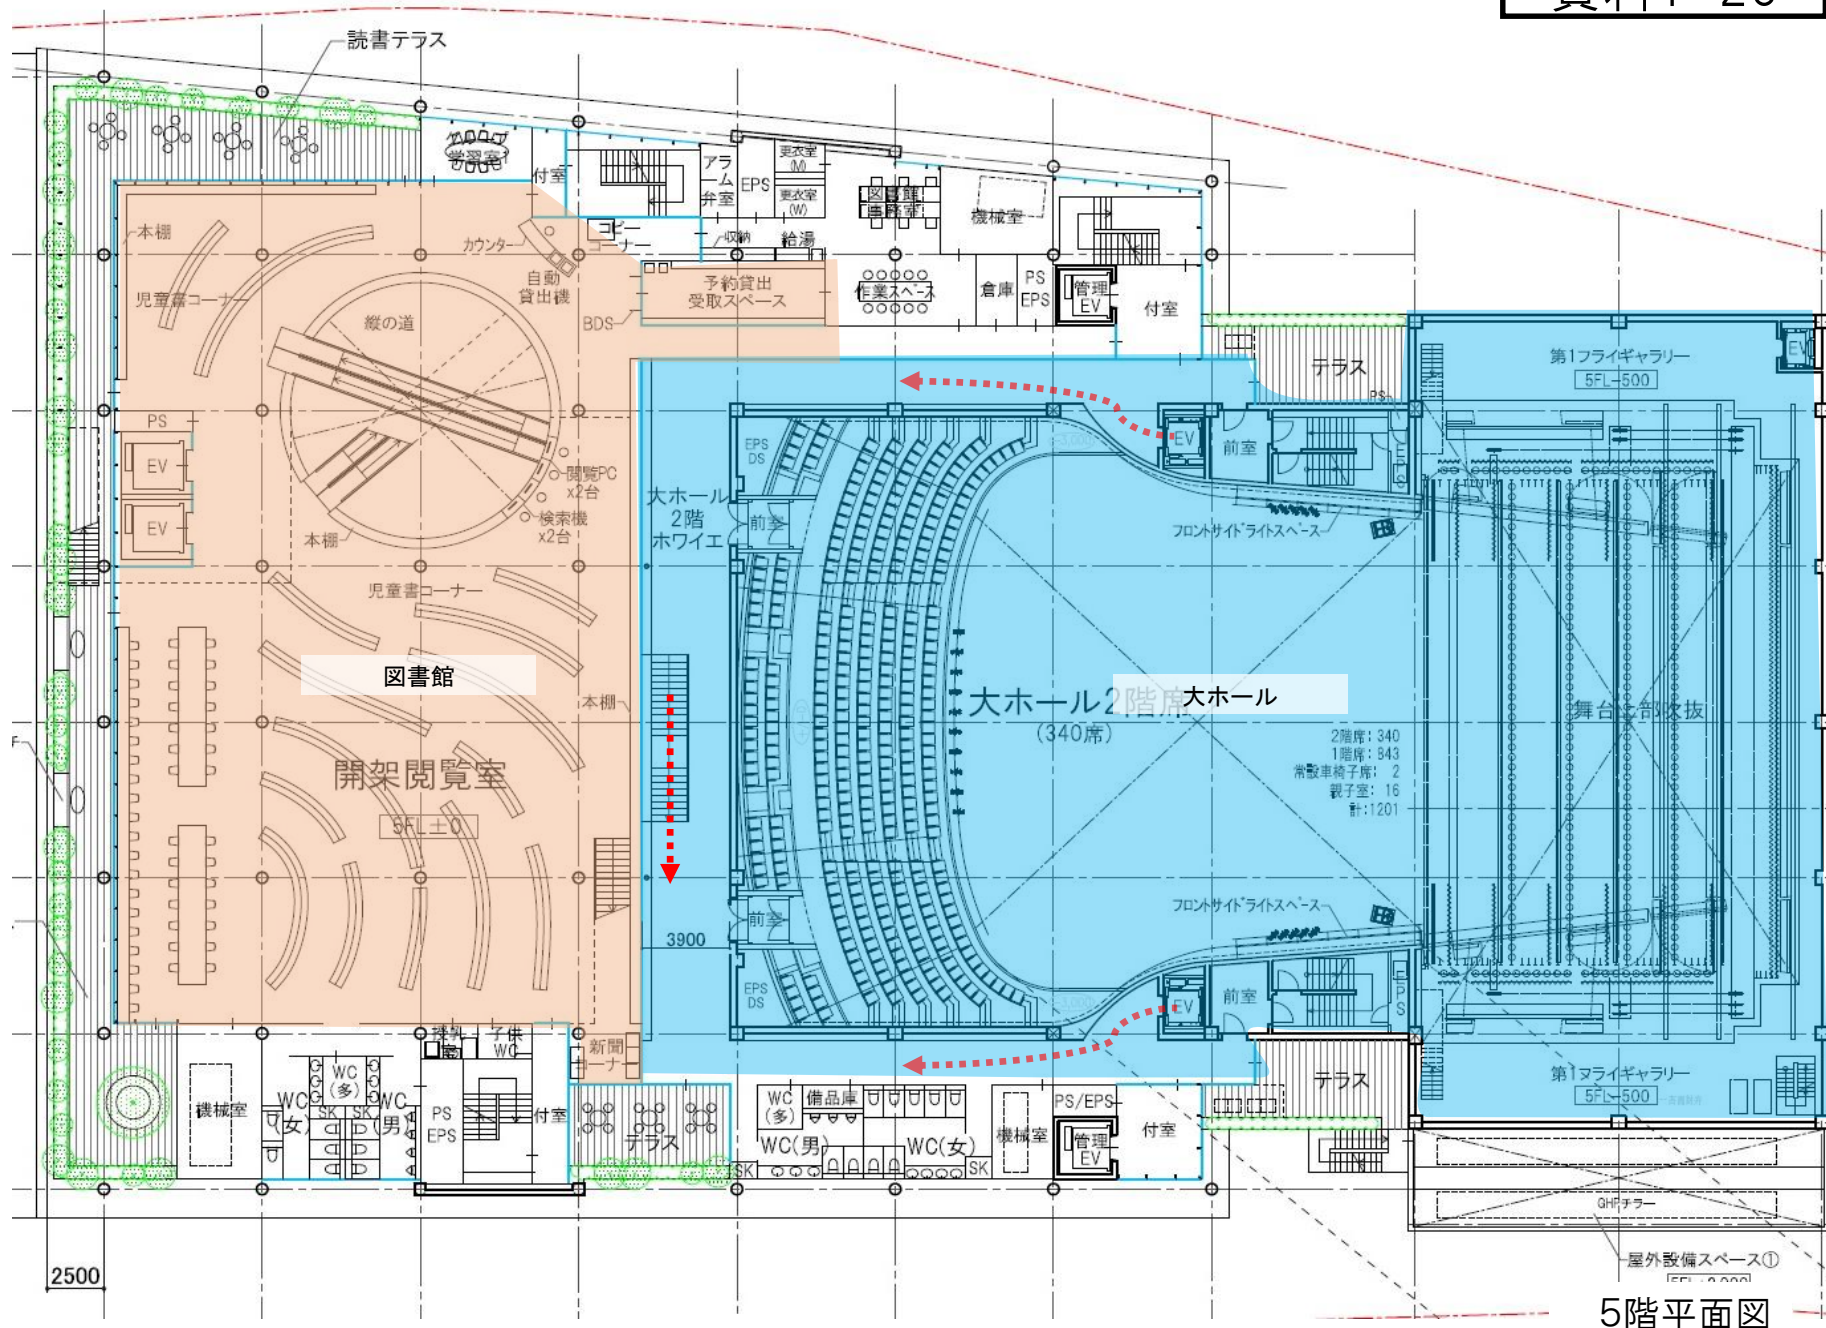 読書テラス
学習室1
付室
アラーム弁室
EPS
更衣室
(M)
更衣室
(W)
図書館
事務室
機械室
コピー
コーナー
収納
給湯
本棚
カウンター
自動
貸出機
児童書コーナー
縦の道
BDS
予約貸出
受取スペース
作業スペース
倉庫
PS
EPS
管理
EV
付室
テラス
PS
第1フライギャラリー
5FL-500
EV
PS
EV
EV
閲覧PC
x2台
検索機
x2台
本棚
児童書コーナー
大ホール
2階
ホワイエ
EPS
DS
前室
EV
前室
フロントサイドライトスペース
図書館
本棚
開架閲覧室
5FL±0
大ホール2階席
(340席)
大ホール
舞台上部吹抜
2階席: 340
1階席: 843
常設車椅子席: 2
親子室: 16
計:1201
3900
前室
EPS
DS
フロントサイドライトスペース
EV
前室
EPS
第1フライギャラリー
5FL-500
テラス
新聞
コーナー
授乳室
子供
WC
機械室
WC
(女)
WC
(多)
SK
SK
WC
(男)
PS
EPS
付室
テラス
SK
WC
(多)
備品庫
WC(男)
WC(女)
SK
機械室
PS/EPS
管理
EV
付室
GHPチラー
屋外設備スペース①
2500
5階平面図